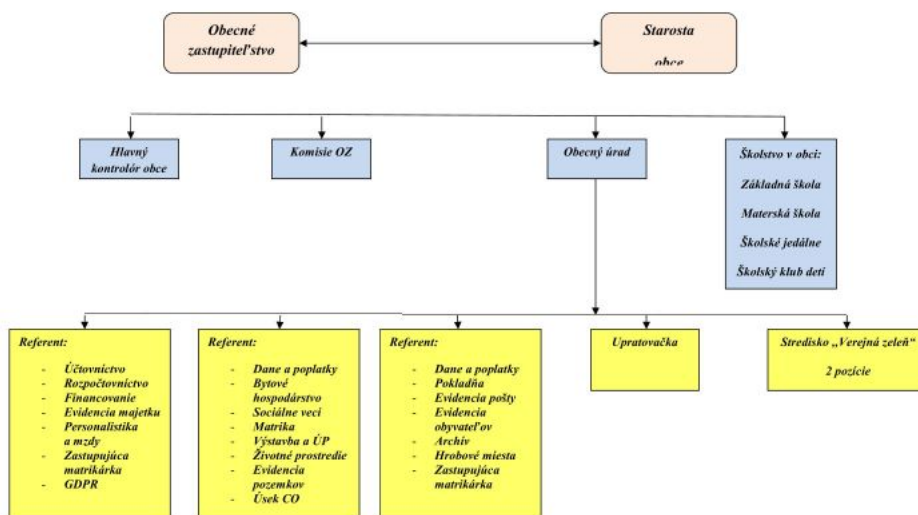 Obecné
zastupiteľstvo
Starosta
obce
Hlavný
kontrolór obce
Komisie OZ
Obecný úrad
Školstvo v obci:
Základná škola
Materská škola
Školské jedálne
Školský klub detí
Referent:
- Účtovníctvo
- Rozpočtovníctvo
- Financovanie
- Evidencia majetku
- Personalistika
a mzdy
- Zastupujúca
matrikárka
- GDPR
Referent:
- Dane a poplatky
- Bytové
hospodárstvo
- Sociálne veci
- Matrika
- Výstavba a ÚP
- Životné prostredie
- Evidencia
pozemkov
- Úsek CO
Referent:
- Dane a poplatky
- Pokladňa
- Evidencia pošty
- Evidencia
obyvateľov
- Archív
- Hrobové miesta
- Zastupujúca
matrikárka
Upratovačka
Stredisko „Verejná zeleň“
2 pozície